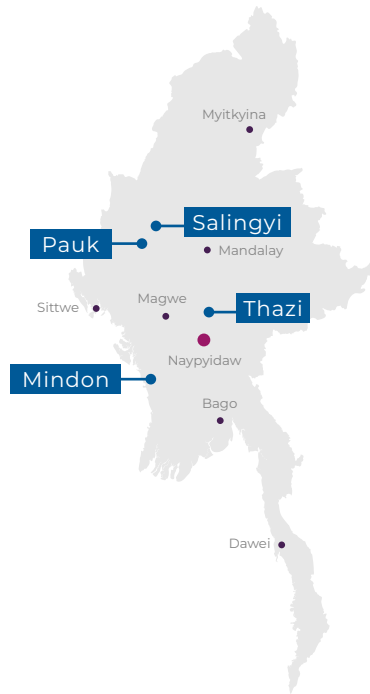 Myitkyina
Salingyi
Pauk
Mandalay
Magwe
Sittwe
Thazi
Naypyidaw
Mindon
Bago
Dawei